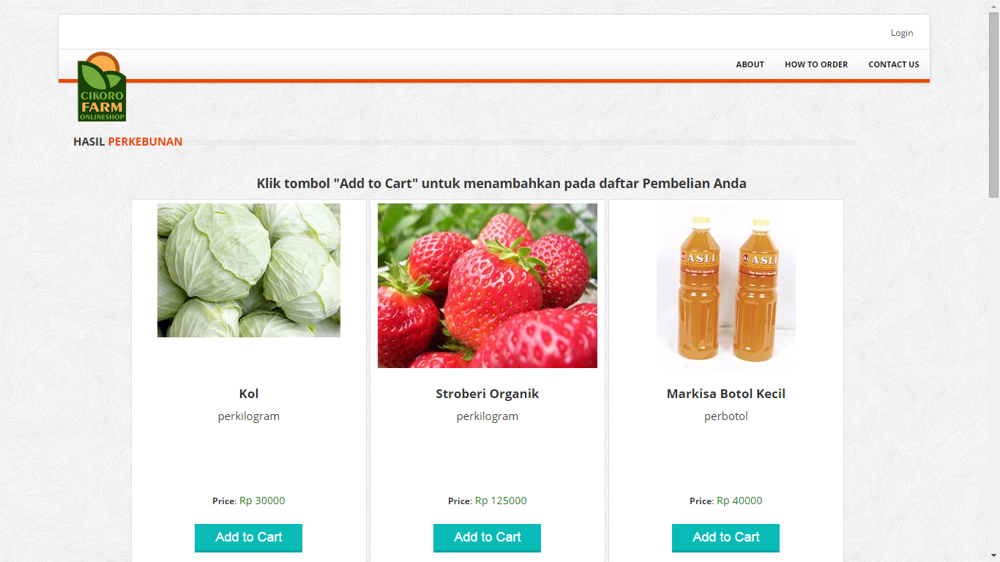 Login
ABOUT HOW TO ORDER CONTACT US
CIKORO
FARM
ONLINESHOP
HASIL PERKEBUNAN
Klik tombol "Add to Cart" untuk menambahkan pada daftar Pembelian Anda
ASLI ASLI
Kol Stroberi Organik Markisa Botol Kecil
perkilogram perkilogram perbotol
Price: Rp 30000 Price: Rp 125000 Price: Rp 40000
Add to Cart Add to Cart Add to Cart